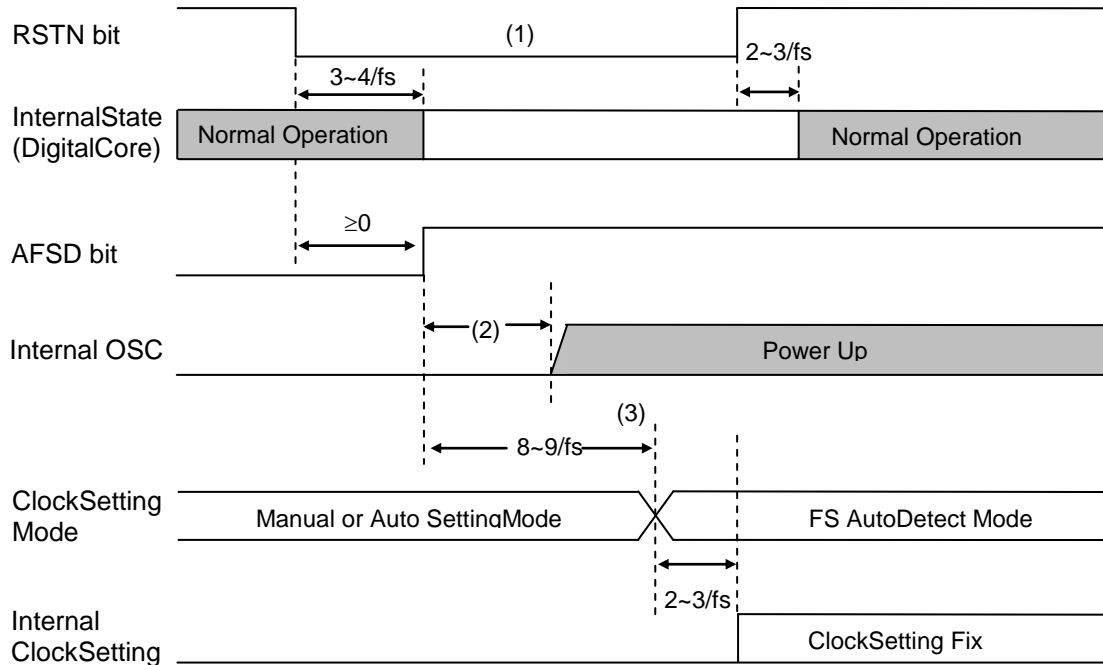 RSTN bit
(1)
2~3/fs
3~4/fs
InternalState
(DigitalCore)
Normal Operation
Normal Operation
≥0
AFSD bit
(2)
Internal OSC
Power Up
(3)
8~9/fs
ClockSetting
Mode
Manual or Auto SettingMode
FS AutoDetect Mode
2~3/fs
Internal
ClockSetting
ClockSetting Fix